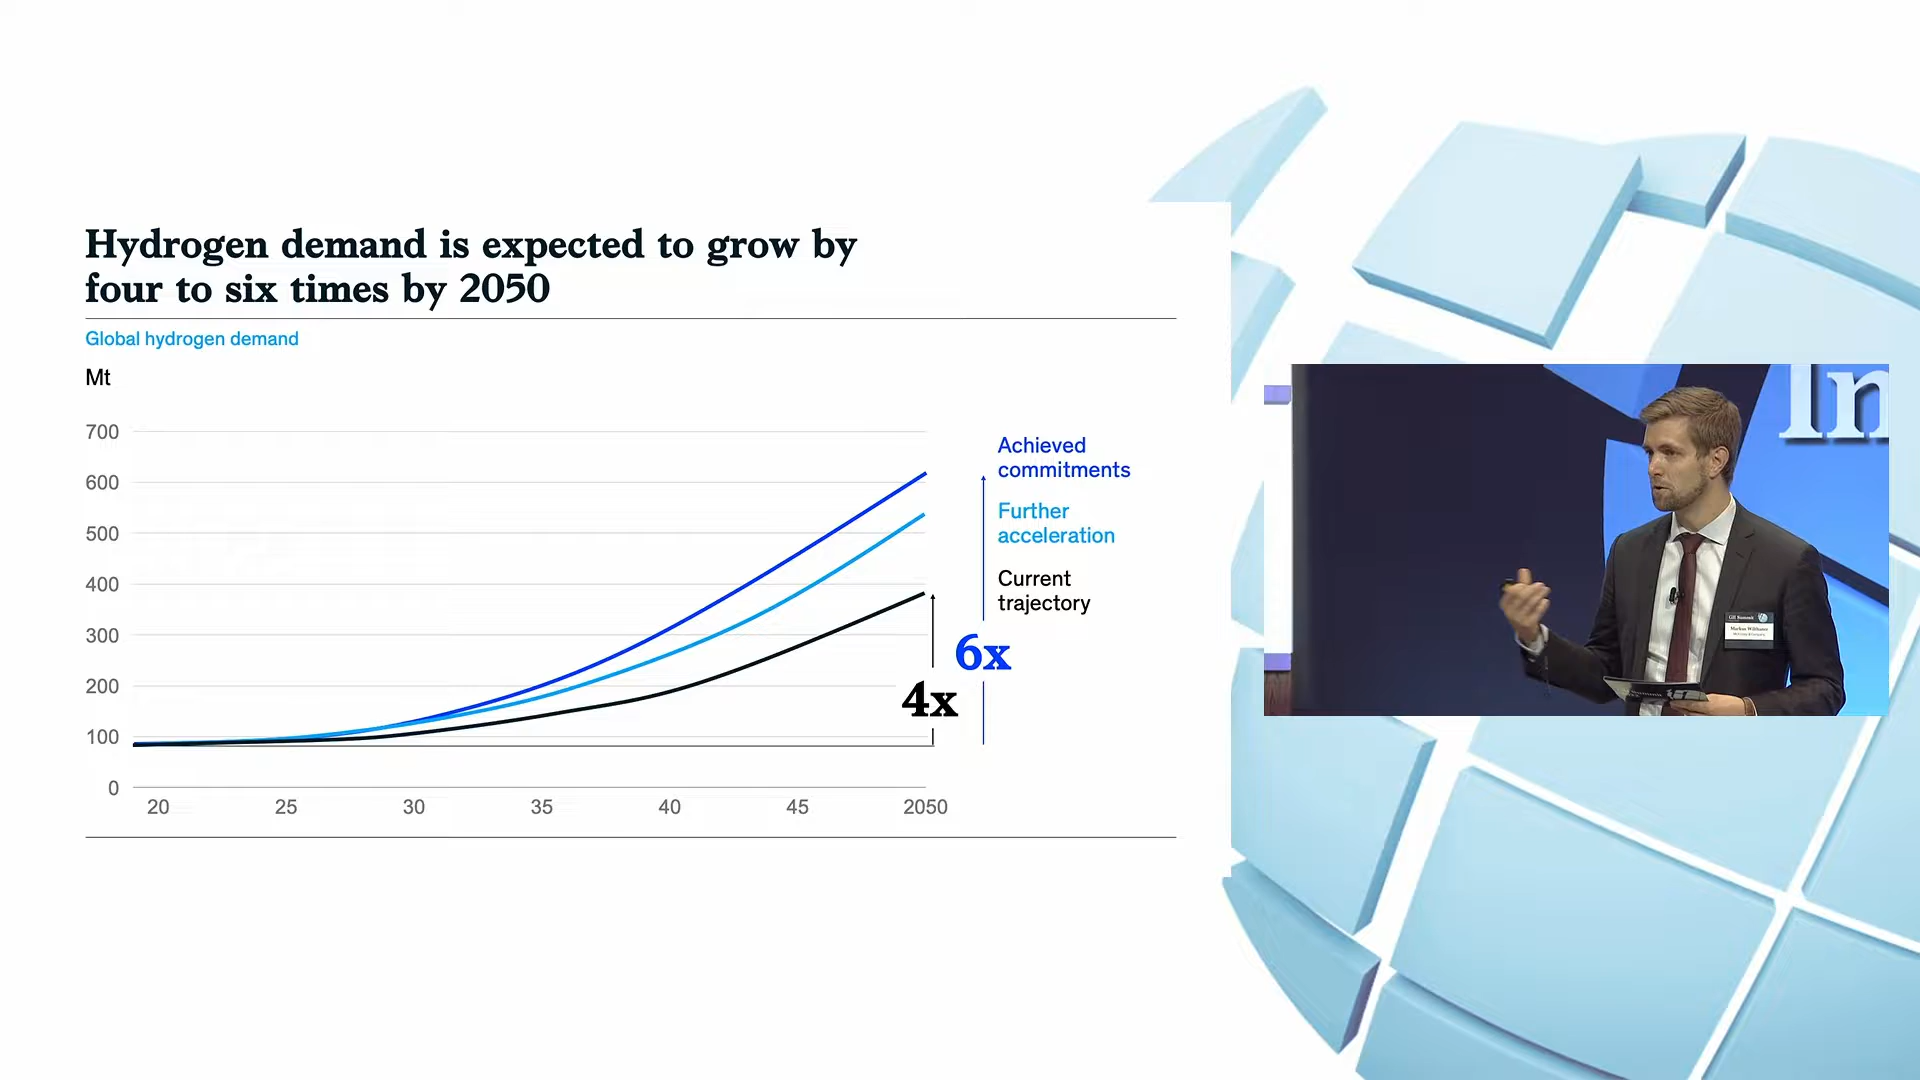 Hydrogen demand is expected to grow by
four to six times by 2050
Global hydrogen demand
Mt
700
600
500
400
300
200
100
0
20
25
30
35
40
45
2050
4x
6x
Achieved
commitments
Further
acceleration
Current
trajectory
In